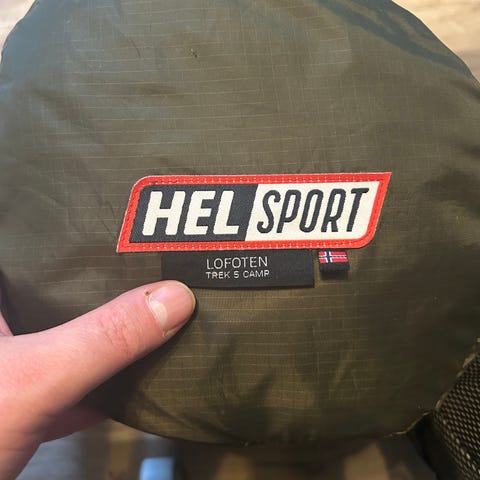 HELSPORT
LOFOTEN
TREK 5 CAMP